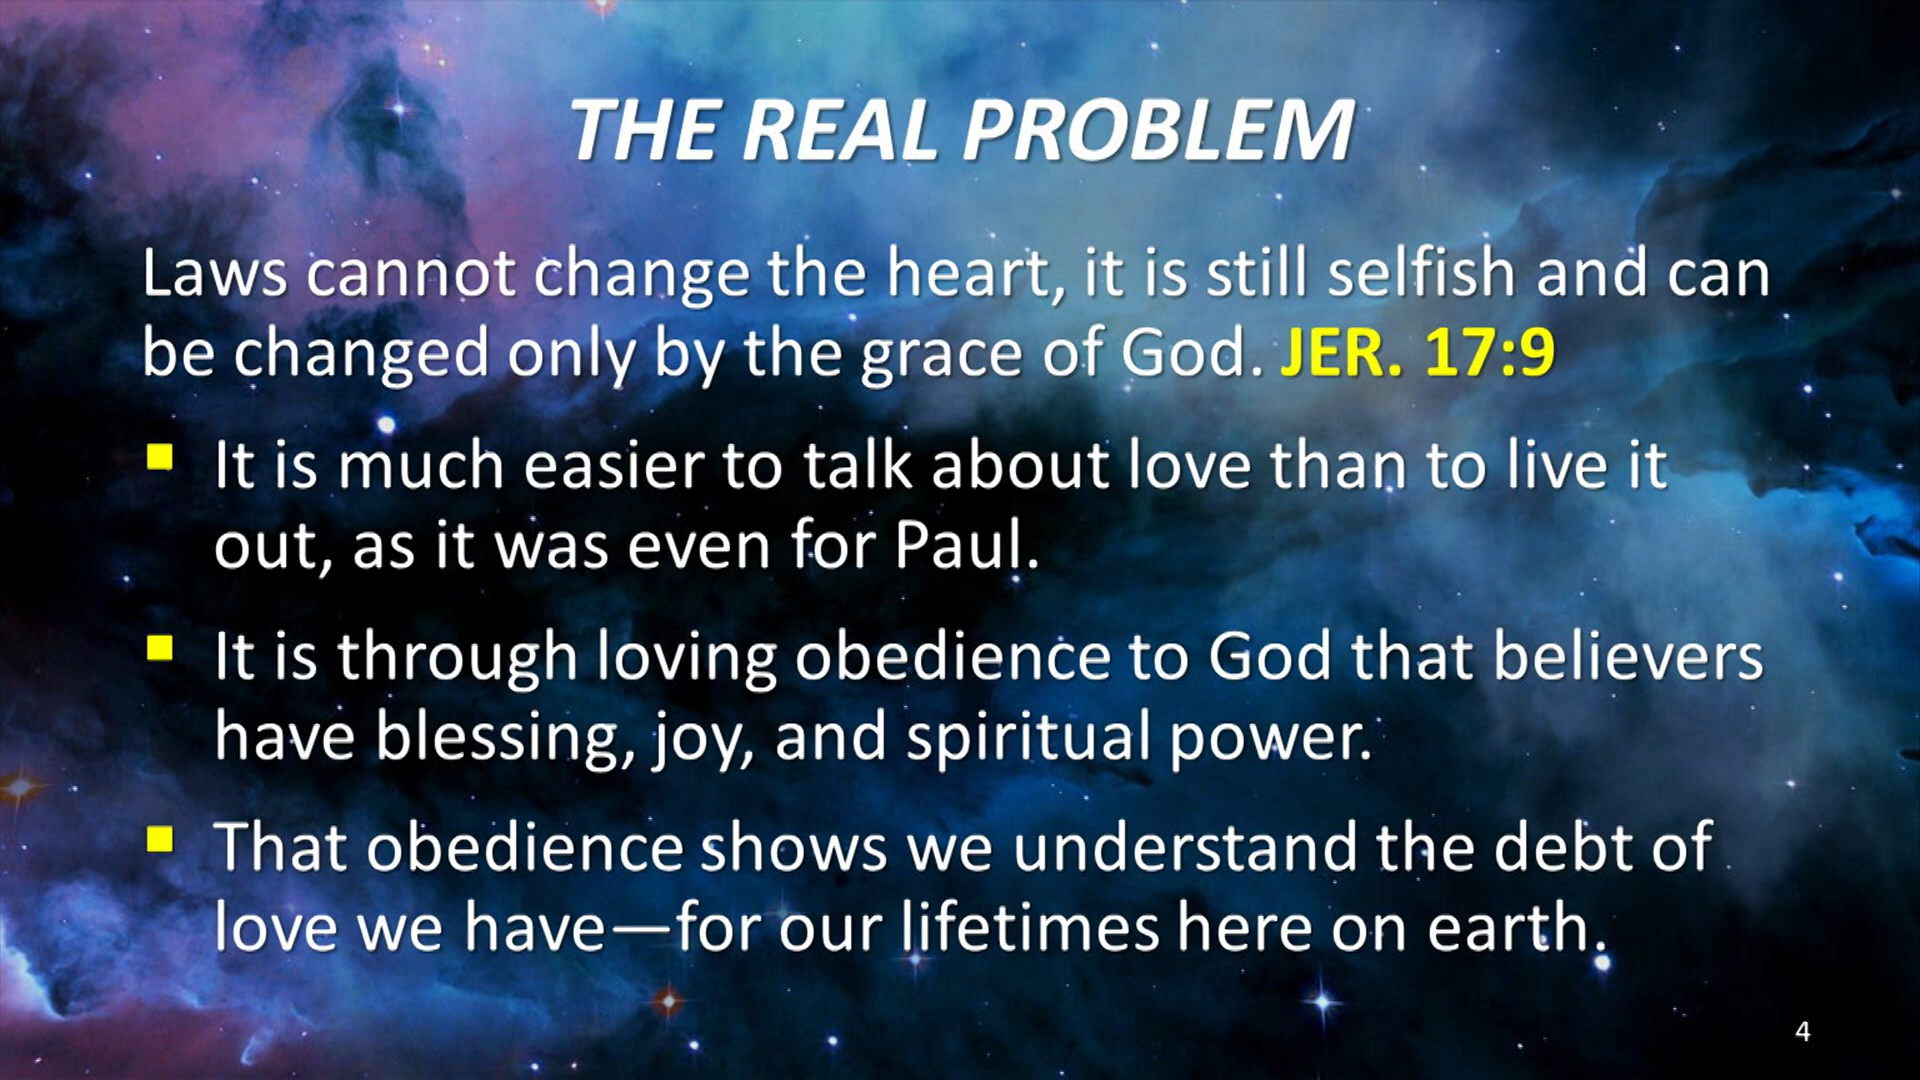 THE REAL PROBLEM
Laws cannot change the heart, it is still selfish and can
be changed only by the grace of God. JER. 17:9
It is much easier to talk about love than to live it
out, as it was even for Paul.
It is through loving obedience to God that believers
have blessing, joy, and spiritual power.
That obedience shows we understand the debt of
love we have—for our lifetimes here on earth.
4